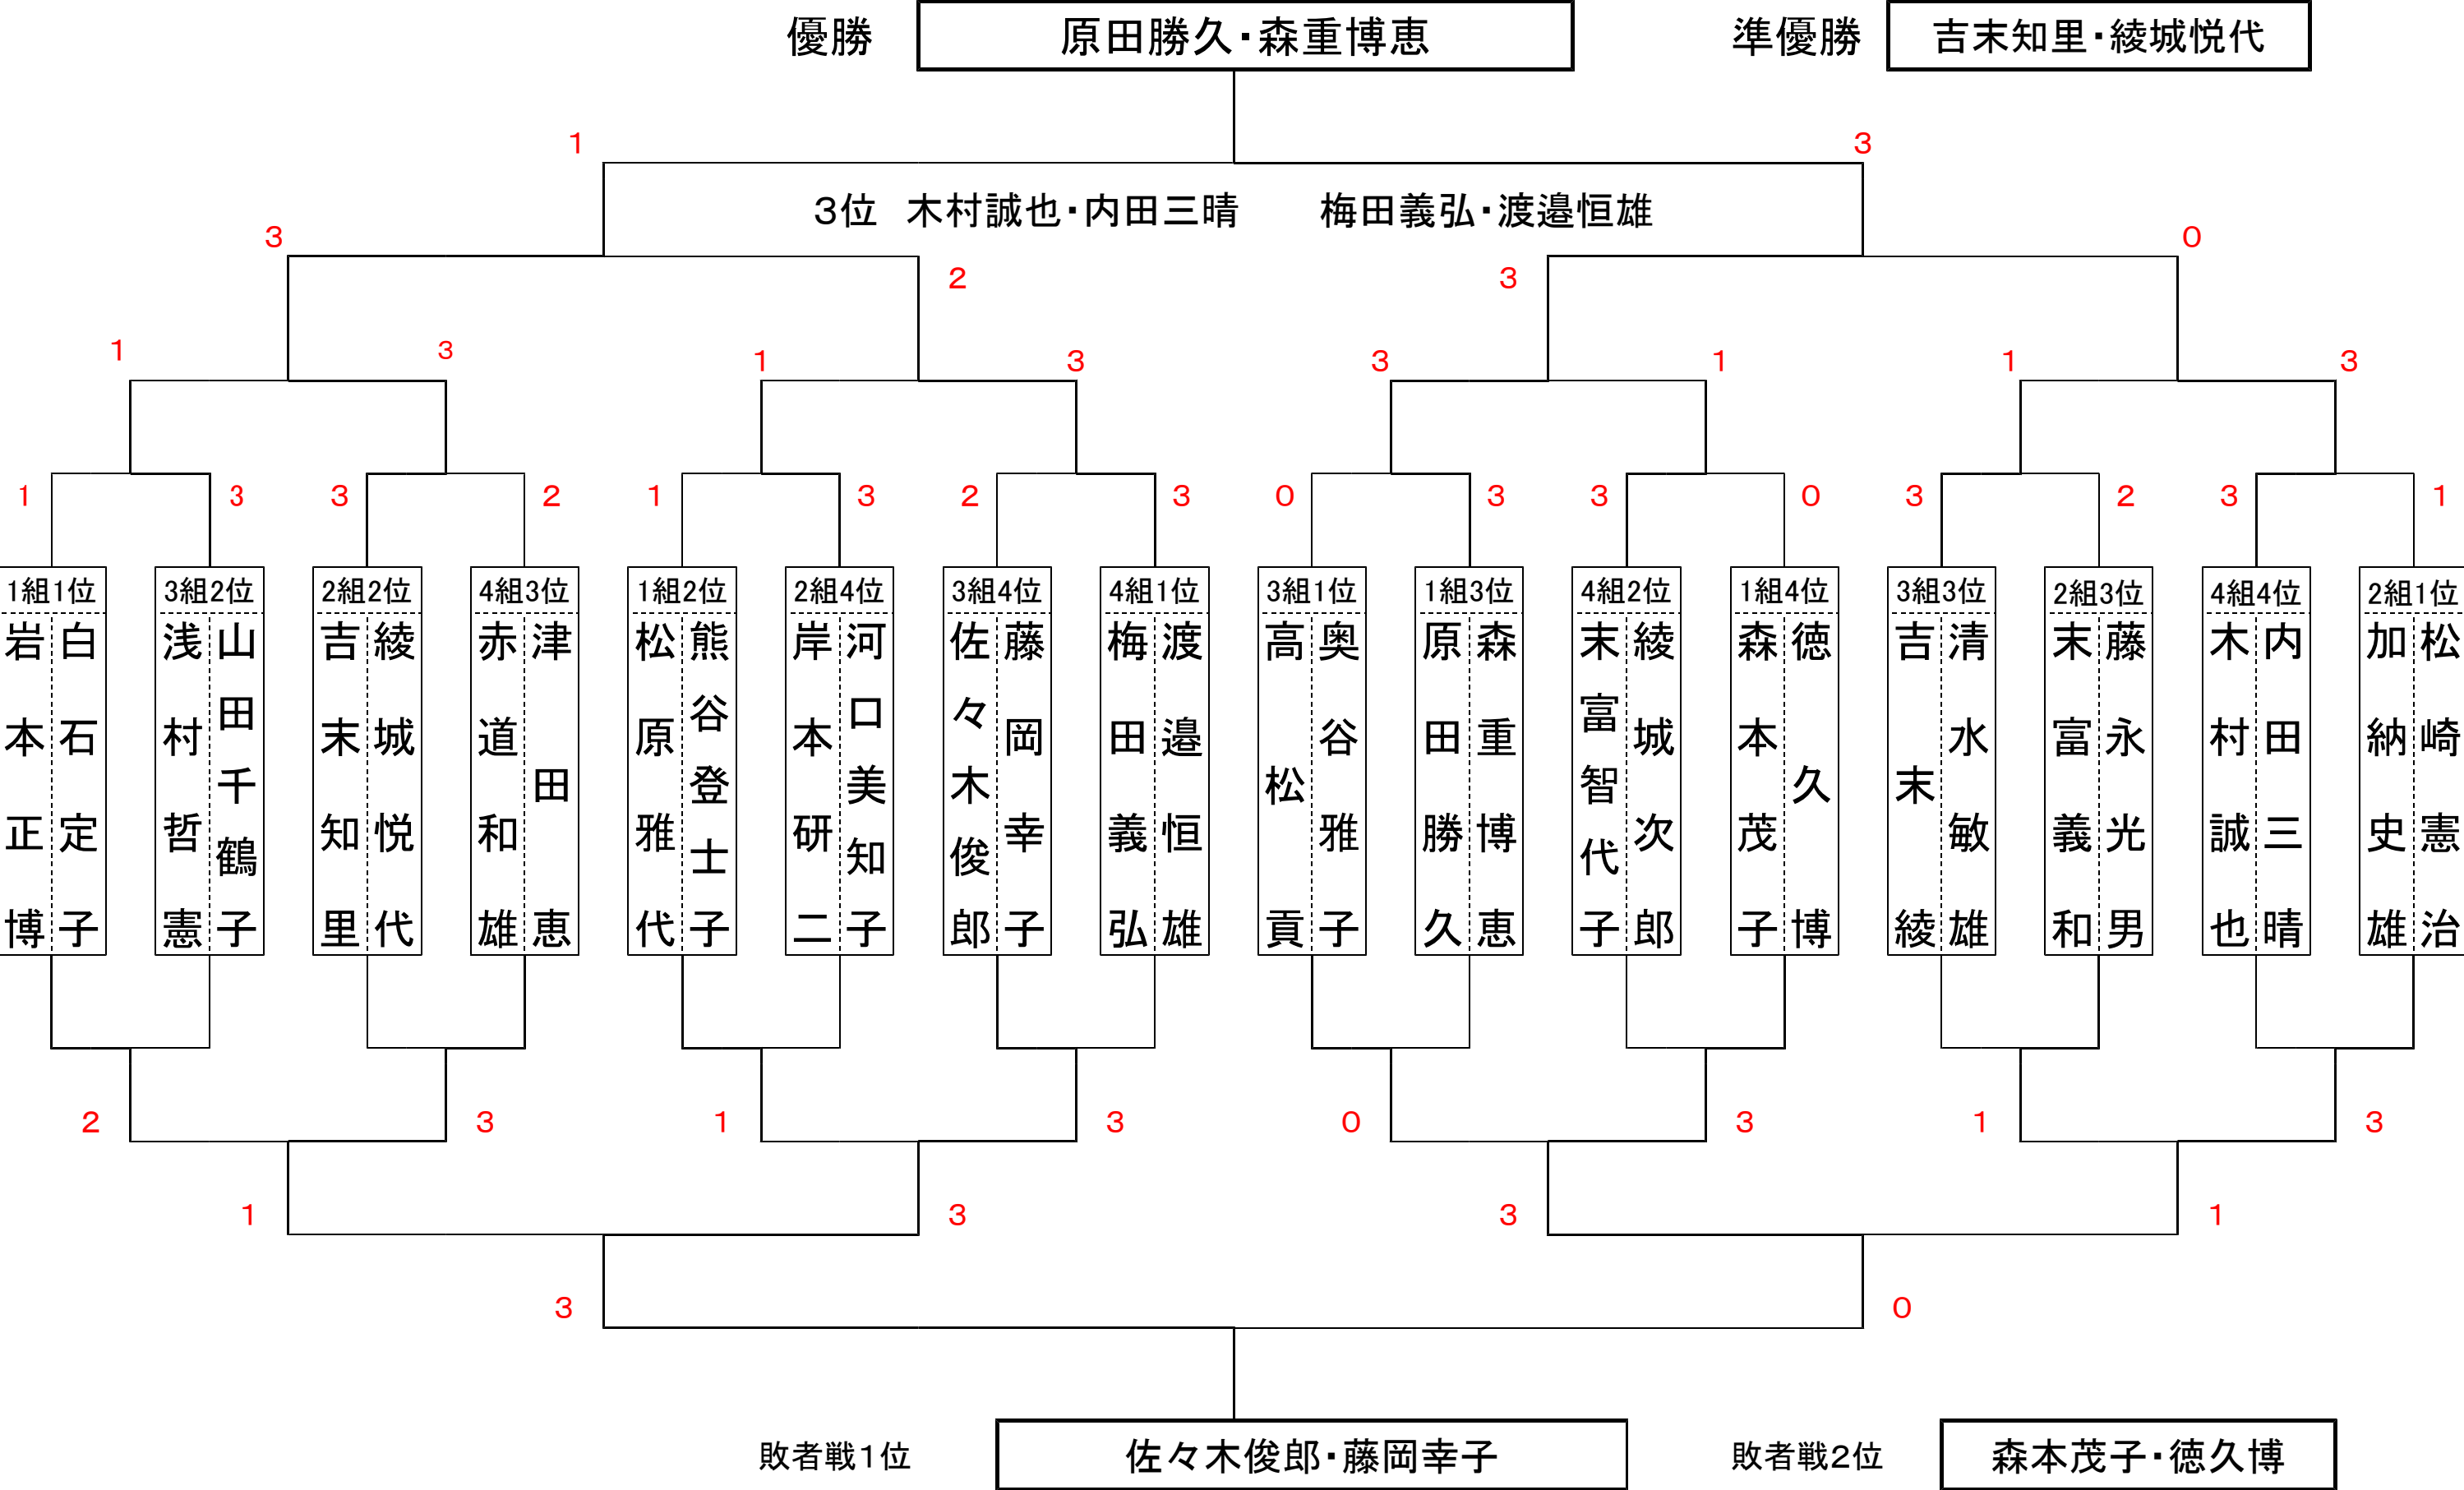 優勝 原田勝久・森重博恵 準優勝 吉末知里・綾城悦代
1 3
3位 木村誠也・内田三晴 梅田義弘・渡邉恒雄
3 0
2 3
1 3 1 3 3 1 1 3
1 3 3 2 1 3 2 3 0 3 3 0 3 2 3 1
1組1位 3組2位 2組2位 4組3位 1組2位 2組4位 3組4位 4組1位 3組1位 1組3位 4組2位 1組4位 3組3位 2組3位 4組4位 2組1位
岩本正博 白石定子
浅村哲憲 山田千鶴子
吉末知里 綾城悦代
赤道和雄 津田恵
松原雅代 熊谷登士子
岸本研二 河口美知子
佐々木俊郎 藤岡幸子
梅田義弘 渡邉恒雄
高松貢 奥谷雅子
原田勝久 森重博恵
末富智代子 綾城次郎
森本茂子 徳久博
吉末綾 清水敏雄
末富義和 藤永光男
木村誠也 内田三晴
加納史雄 松崎憲治
2 3 1 3 0 3 1 3
1 3 3 1
3 0
敗者戦1位 佐々木俊郎・藤岡幸子 敗者戦2位 森本茂子・徳久博